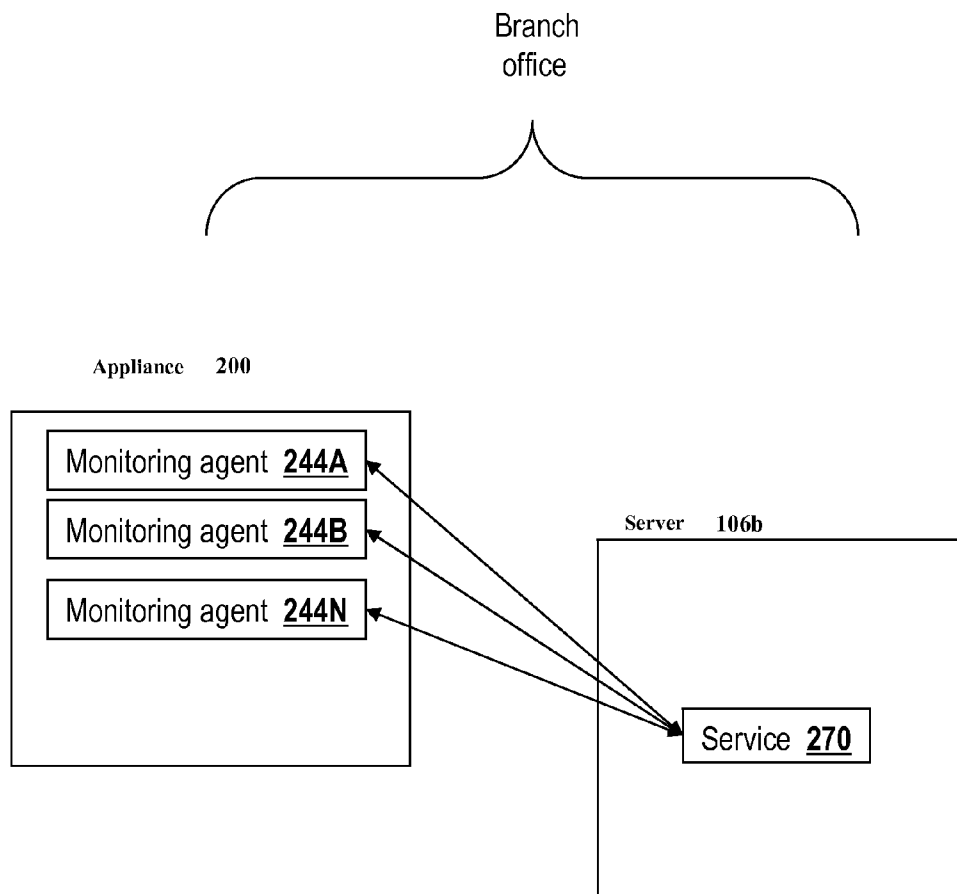 Branch
office
Appliance 200
Monitoring agent 244A
Monitoring agent 244B
Monitoring agent 244N
Server 106b
Service 270